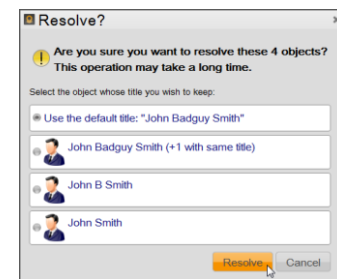 Resolve?
Are you sure you want to resolve these 4 objects?
This operation may take a long time.
Select the object whose title you wish to keep:
Use the default title: "John Badguy Smith"
John Badguy Smith (+1 with same title)
John B Smith
John Smith
Resolve Cancel